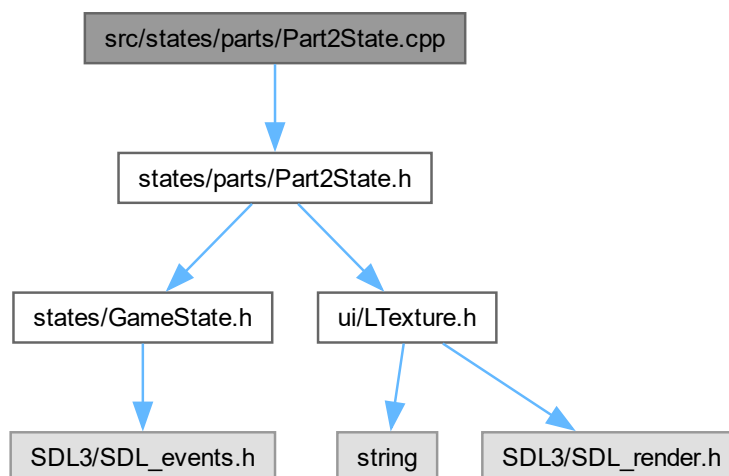 src/states/parts/Part2State.cpp
states/parts/Part2State.h
states/GameState.h
ui/LTexture.h
SDL3/SDL_events.h
string
SDL3/SDL_render.h